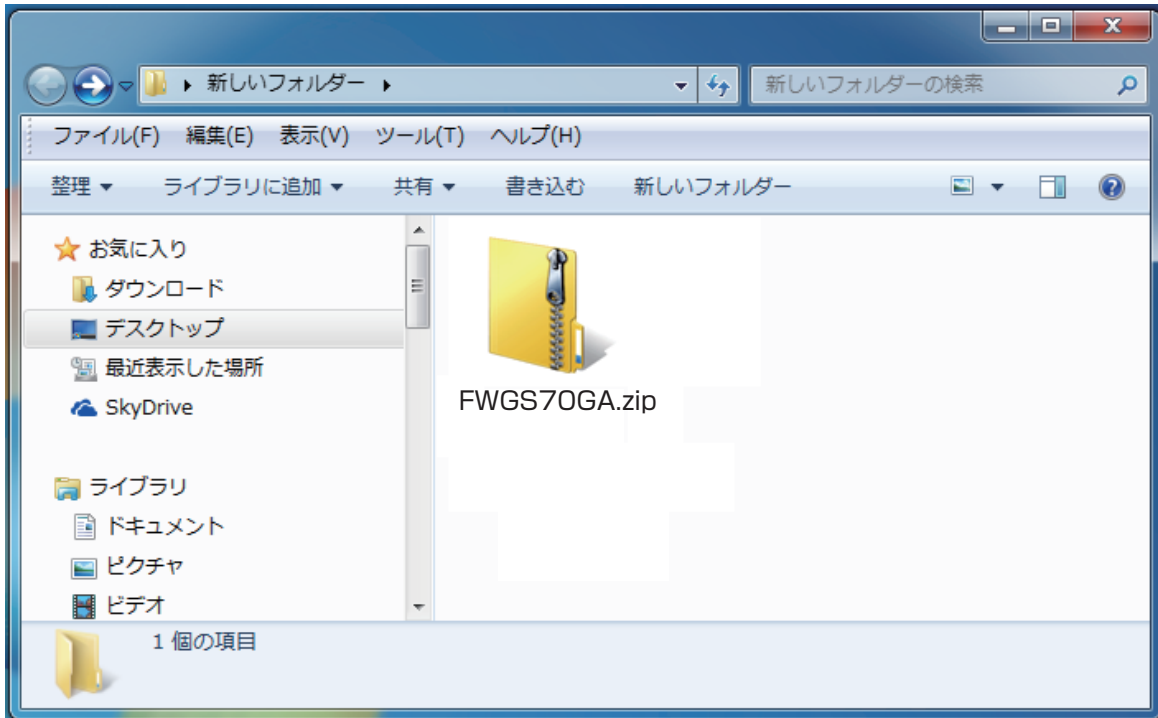 新しいフォルダー
新しいフォルダーの検索
ファイル(F) 編集(E) 表示(V) ツール(T) ヘルプ(H)
整理 ライブラリに追加 共有 書き込む 新しいフォルダー
お気に入り
ダウンロード
デスクトップ
最近表示した場所
SkyDrive
ライブラリ
ドキュメント
ピクチャ
ビデオ
FWGS70GA.zip
1 個の項目